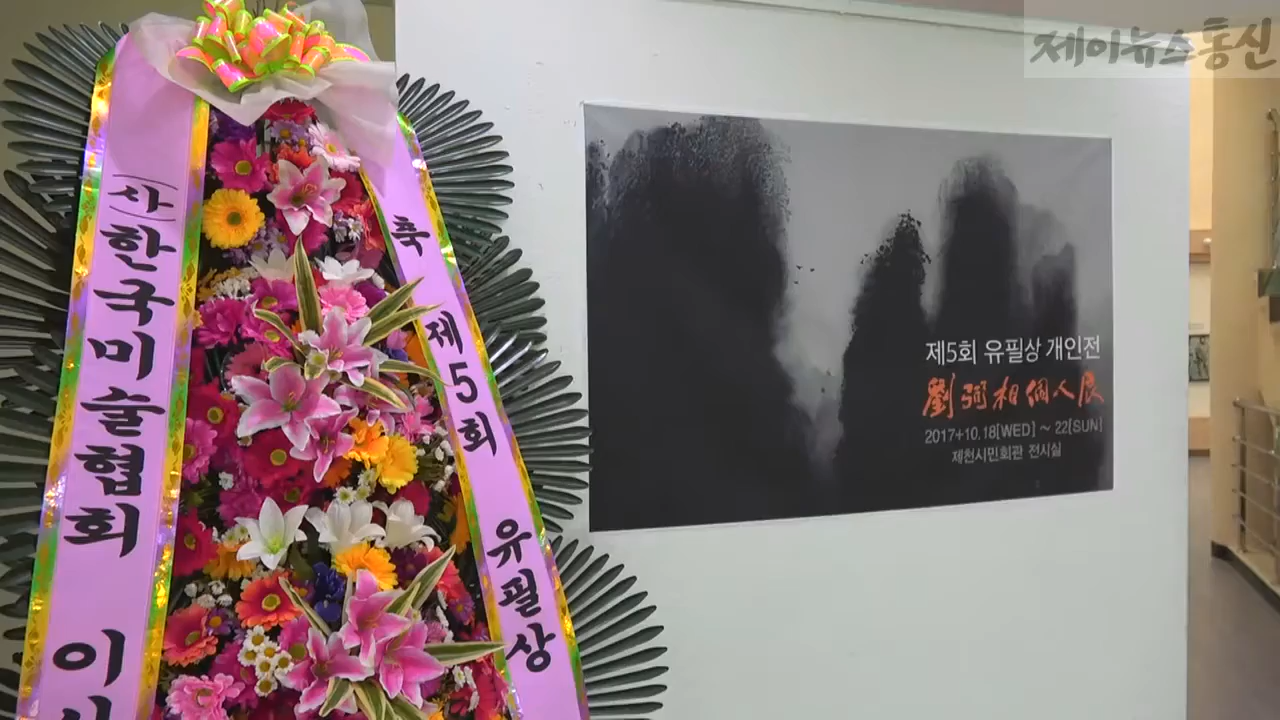 제이뉴스통신
(사)한국미술협회 이
축 제5회 유필상
제5회 유필상 개인전
劉弼相個人展
2017+10.18[WED] ~ 22[SUN]
제천시민회관 전시실